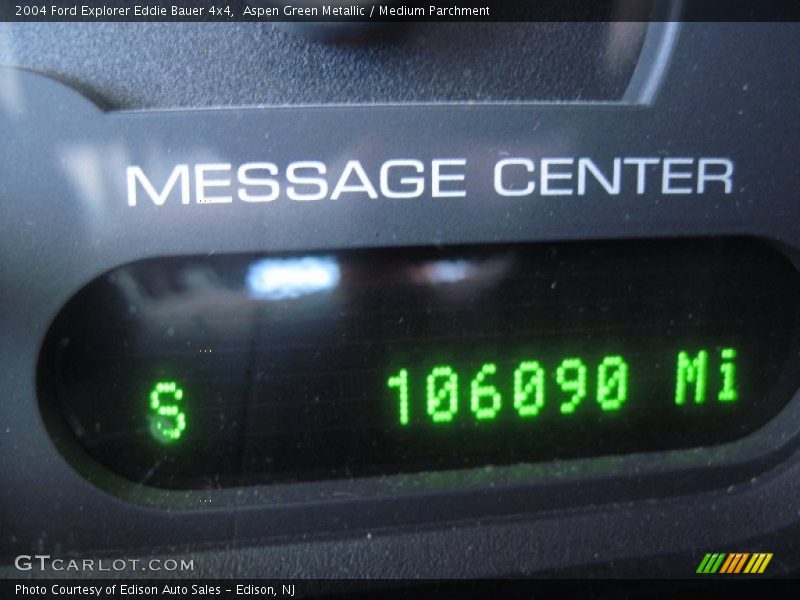 2004 Ford Explorer Eddie Bauer 4x4,  Aspen Green Metallic / Medium Parchment
MESSAGE CENTER
S 106090 Mi
GTCARLOT.COM
Photo Courtesy of Edison Auto Sales - Edison, NJ